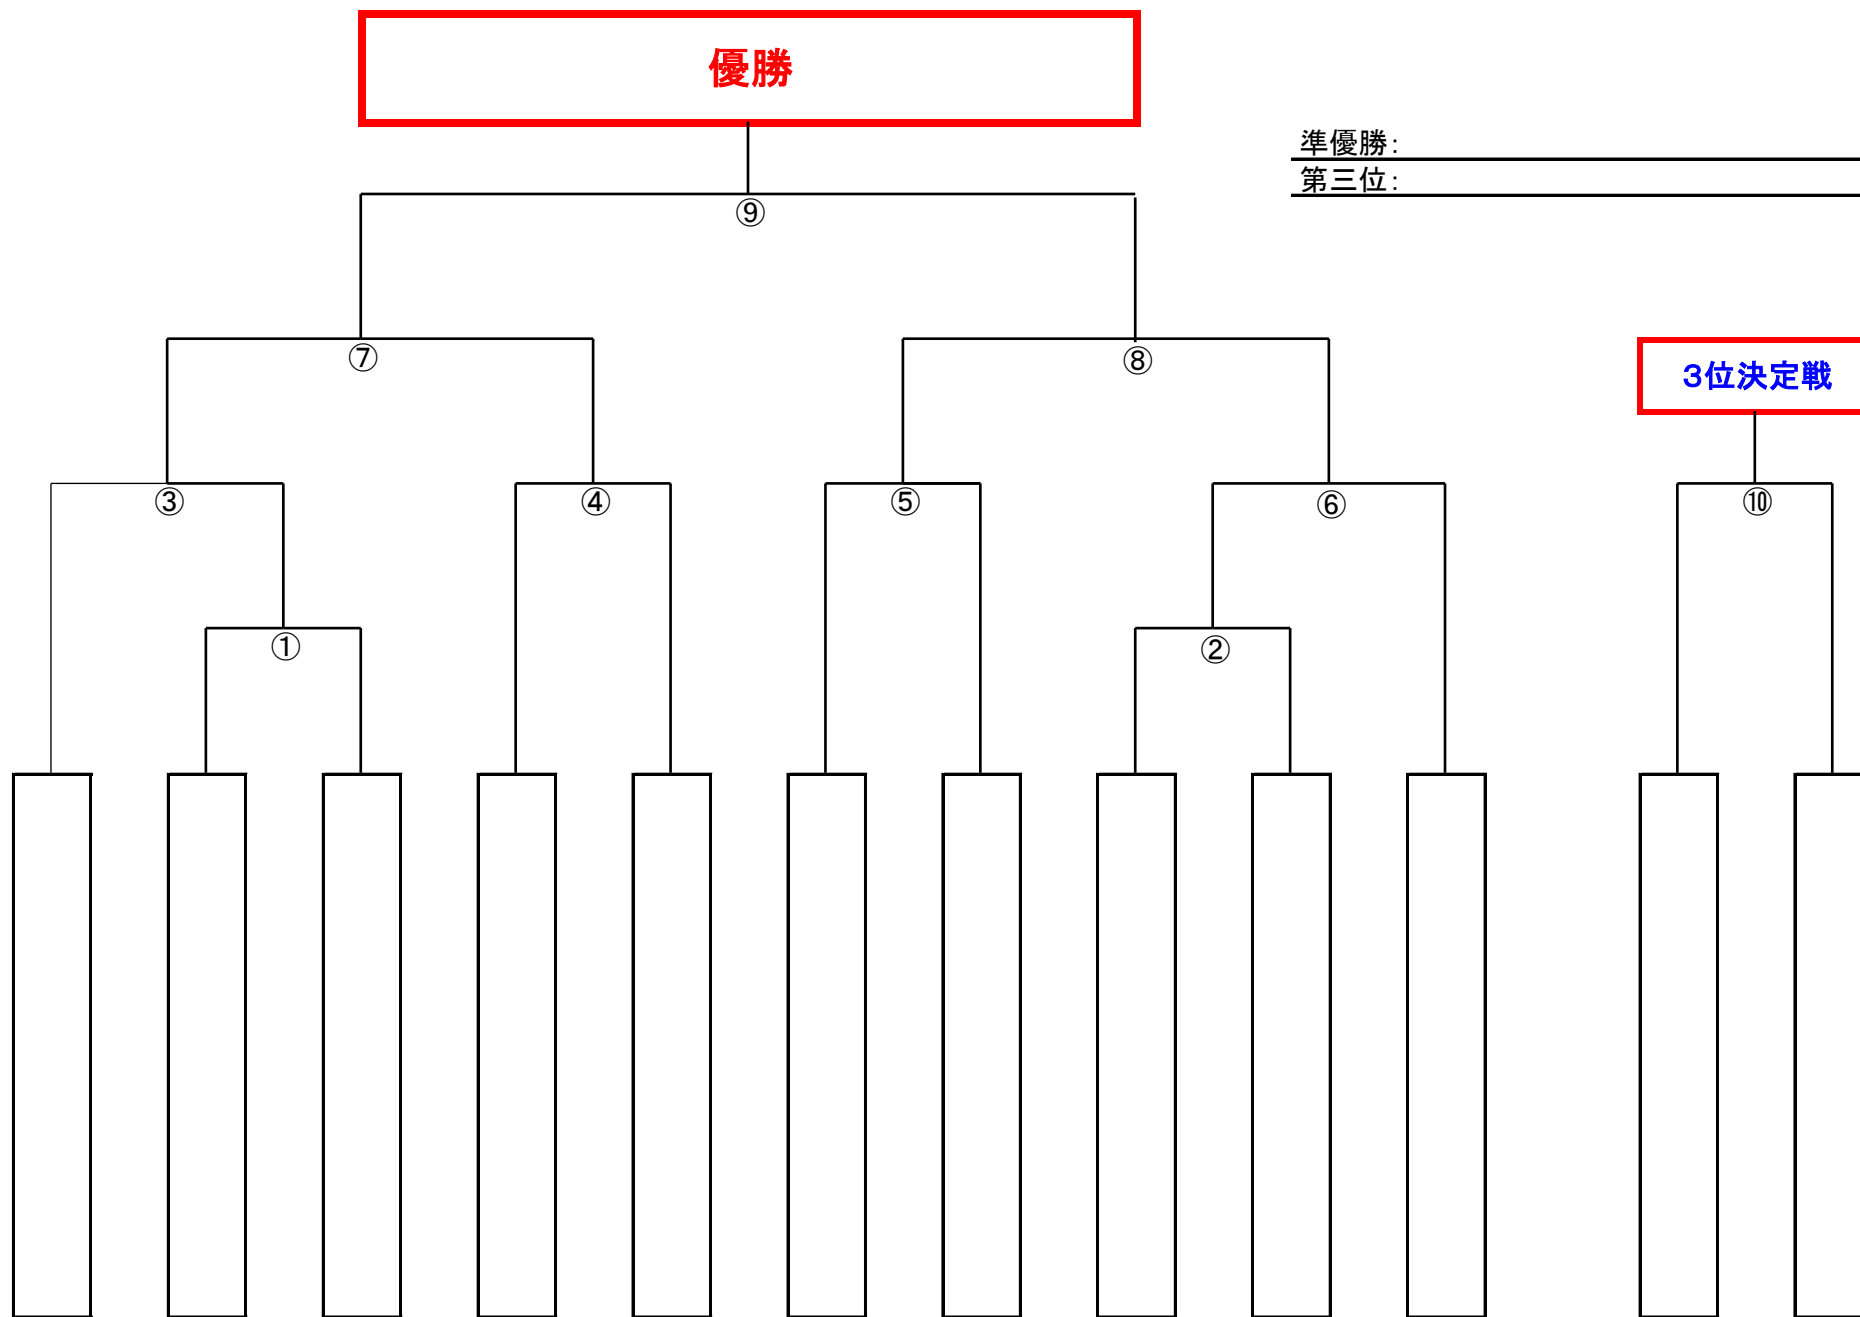 優勝
準優勝：
第三位：
⑨
⑦
⑧
3位決定戦
③
④
⑤
⑥
⑩
①
②